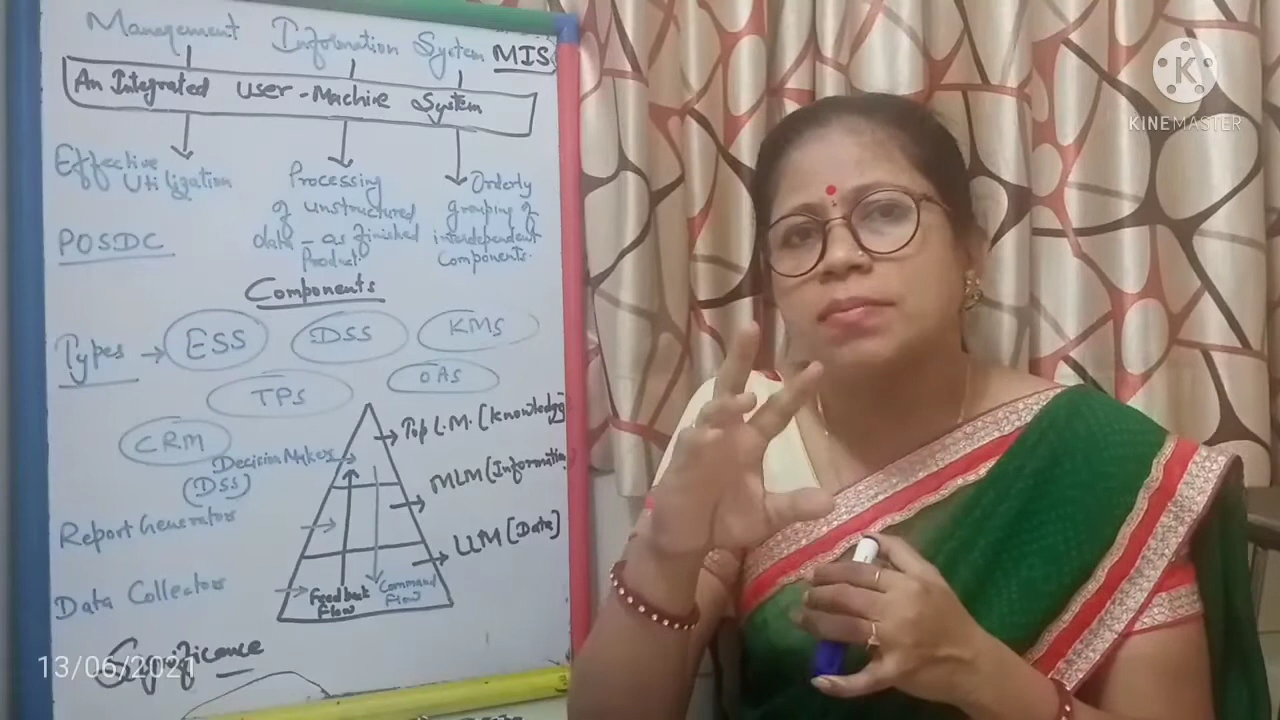 Management Information System MIS
An Integrated User-Machine System
Effective Utilization
Processing of unstructured data - as finished Product.
Orderly grouping of interdependent Components.
POSDC
Components
Types → ESS DSS KMS
TPS OAS
CRM
Top L.M. (Knowledge
Decision Makers
(DSS)
MLM (Information
Report Generators
LLM (Data)
Data Collectors
Feedback Flow
Command Flow
Significance
13/06/2021
K
KINEMASTER